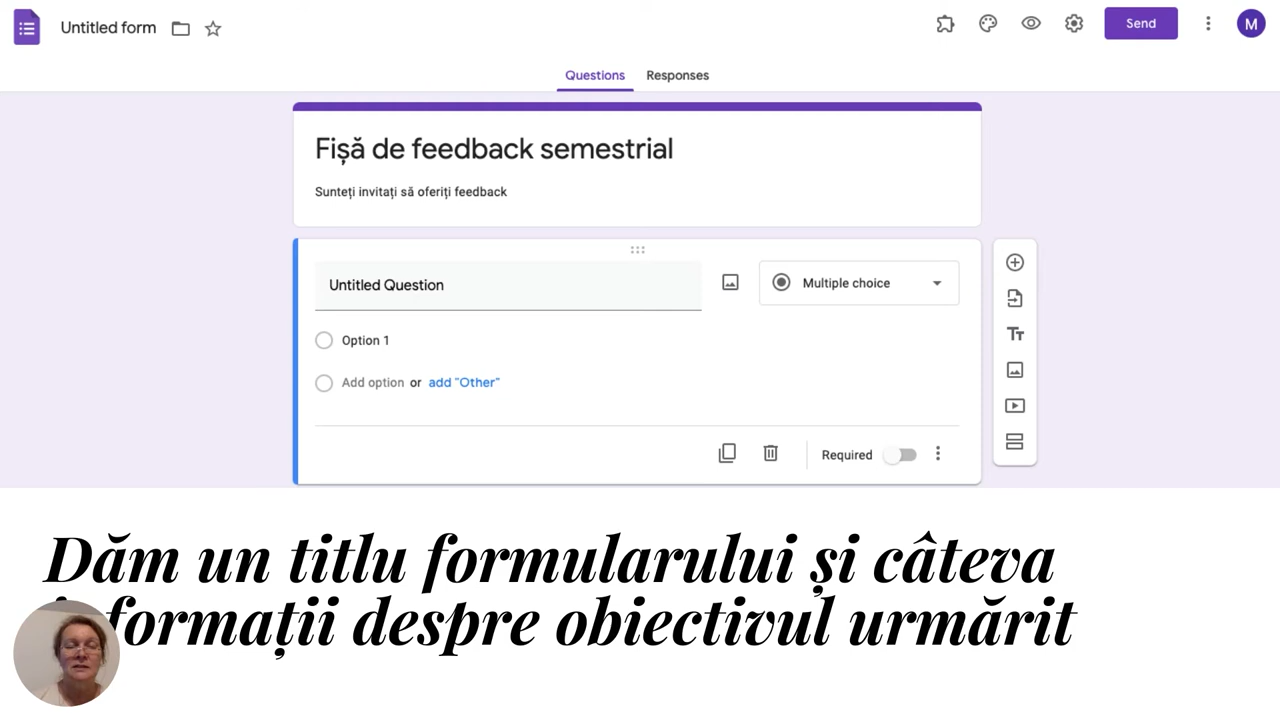 Untitled form
Send
M
Questions
Responses
Fișă de feedback semestrial
Sunteți invitați să oferiți feedback
Untitled Question
Multiple choice
Option 1
Add option or add "Other"
Required
Tт
Dăm un titlu formularului și câteva
despre obiectivul urmărit